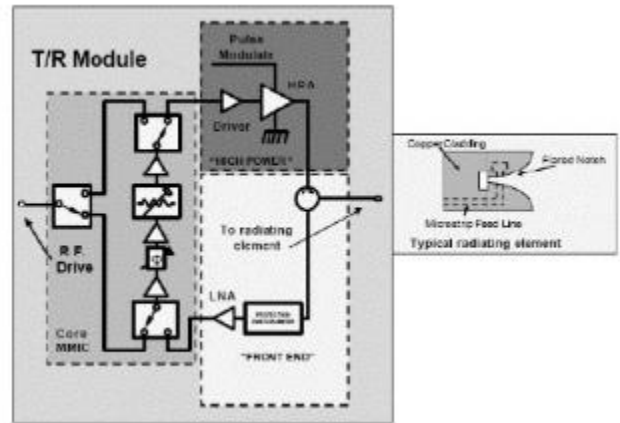 T/R Module
Pulse
Modulate
HPA
Driver
"HIGH POWER"
R F
Drive
Core
MMIC
To radiating
element
LNA
"FRONT END"
Copper Cladding
Flared Notch
Microstrip Feed Line
Typical radiating element